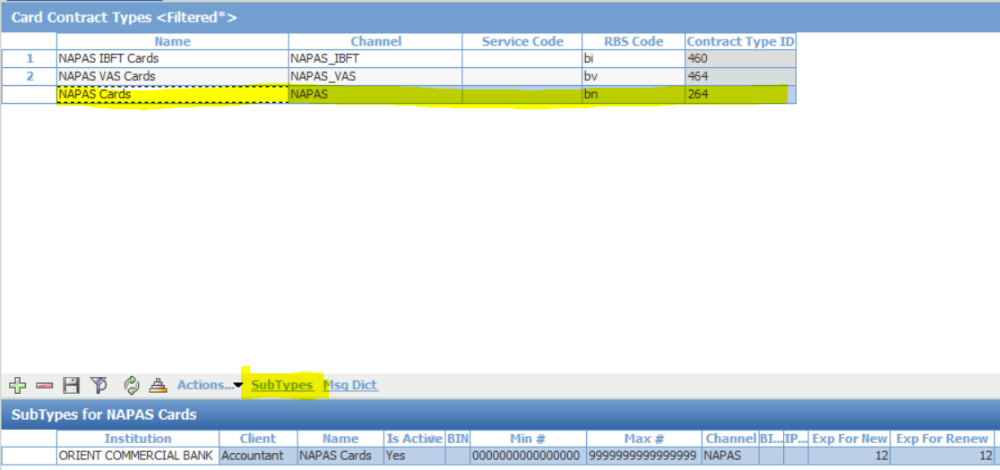 Card Contract Types <Filtered*>
Name Channel Service Code RBS Code Contract Type ID
1 NAPAS IBFT Cards NAPAS_IBFT bi 460
2 NAPAS VAS Cards NAPAS_VAS bv 464
NAPAS Cards NAPAS bn 264
Actions... SubTypes Msg Dict
SubTypes for NAPAS Cards
Institution Client Name Is Active BIN Min # Max # Channel BI... IP... Exp For New Exp For Renew
ORIENT COMMERCIAL BANK Accountant NAPAS Cards Yes 0000000000000000 9999999999999999 NAPAS 12 12